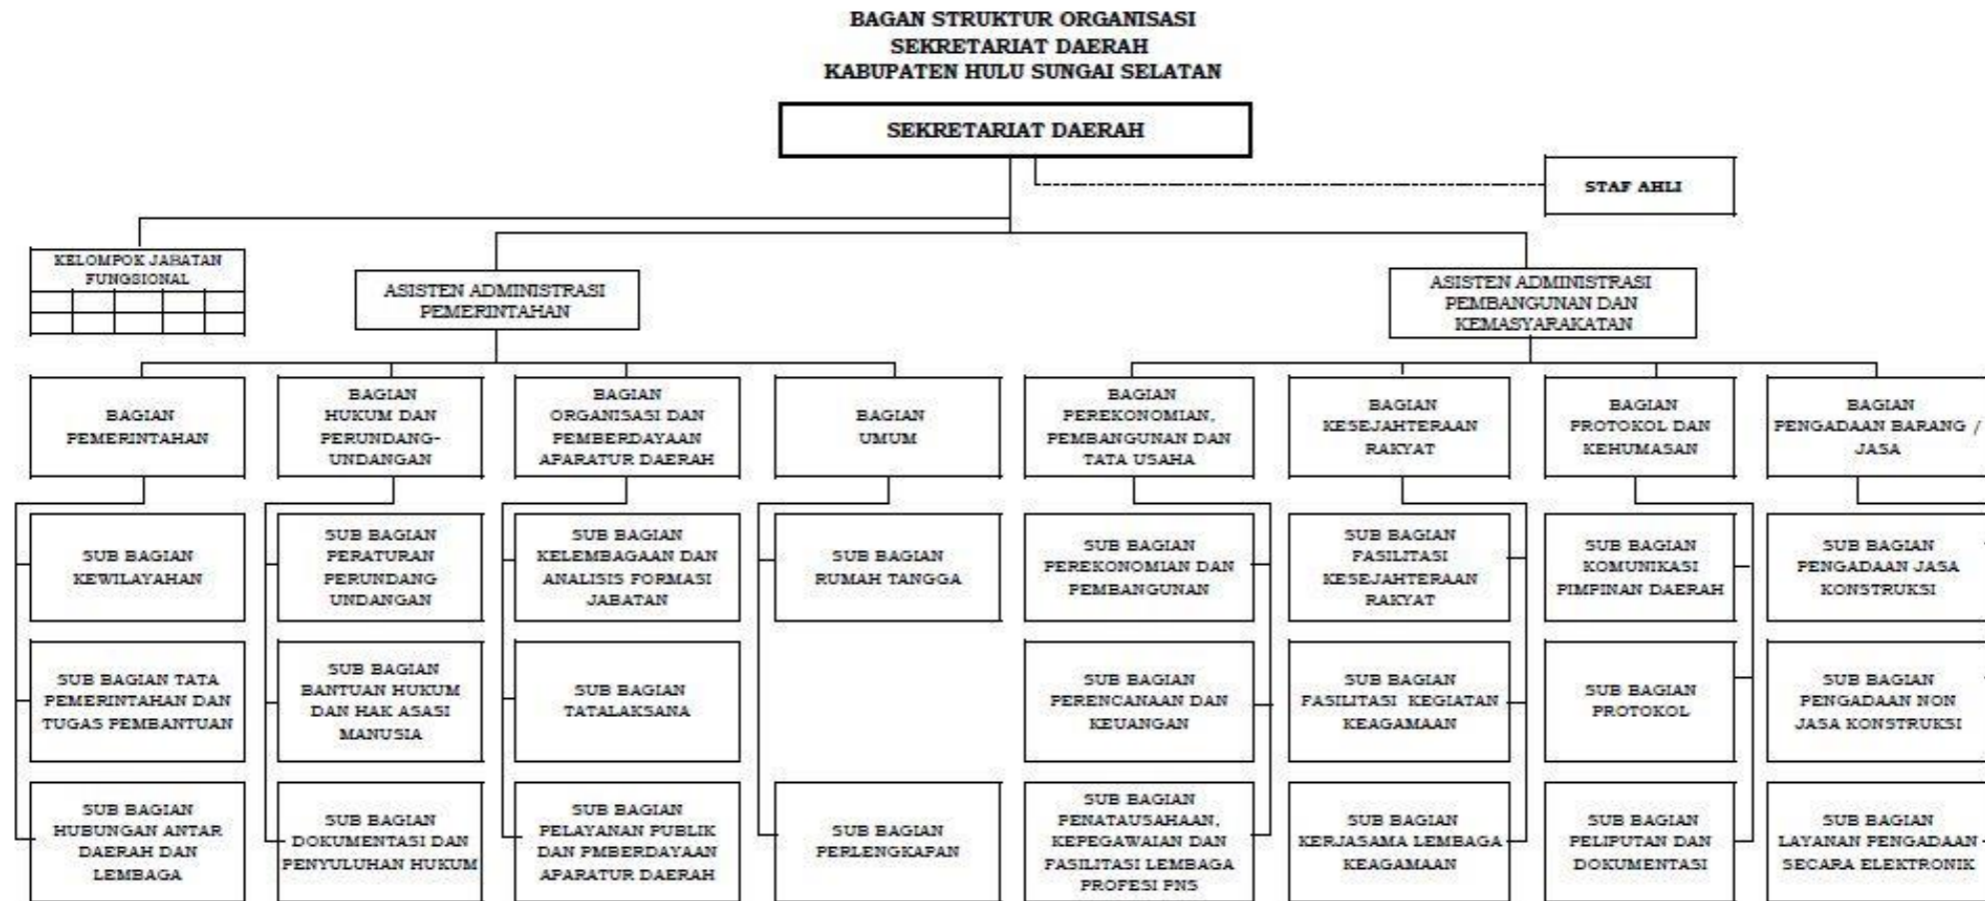 BAGAN STRUKTUR ORGANISASI
SEKRETARIAT DAERAH
KABUPATEN HULU SUNGAI SELATAN
SEKRETARIAT DAERAH
STAF AHLI
KELOMPOK JABATAN
FUNGSIONAL
ASISTEN ADMINISTRASI
PEMERINTAHAN
ASISTEN ADMINISTRASI
PEMBANGUNAN DAN
KEMASYARAKATAN
BAGIAN
PEMERINTAHAN
BAGIAN
HUKUM DAN
PERUNDANG-
UNDANGAN
BAGIAN
ORGANISASI DAN
PEMBERDAYAAN
APARATUR DAERAH
BAGIAN
UMUM
BAGIAN
PEREKONOMIAN,
PEMBANGUNAN DAN
TATA USAHA
BAGIAN
KESEJAHTERAAN
RAKYAT
BAGIAN
PROTOKOL DAN
KEHUMASAN
BAGIAN
PENGADAAN BARANG /
JASA
SUB BAGIAN
KEWILAYAHAN
SUB BAGIAN
PERATURAN
PERUNDANG
UNDANGAN
SUB BAGIAN
KELEMBAGAAN DAN
ANALISIS FORMASI
JABATAN
SUB BAGIAN
RUMAH TANGGA
SUB BAGIAN
PEREKONOMIAN DAN
PEMBANGUNAN
SUB BAGIAN
FASILITASI
KESEJAHTERAAN
RAKYAT
SUB BAGIAN
KOMUNIKASI
PIMPINAN DAERAH
SUB BAGIAN
PENGADAAN JASA
KONSTRUKSI
SUB BAGIAN TATA
PEMERINTAHAN DAN
TUGAS PEMBANTUAN
SUB BAGIAN
BANTUAN HUKUM
DAN HAK ASASI
MANUSIA
SUB BAGIAN
TATALAKSANA
SUB BAGIAN
PERENCANAAN DAN
KEUANGAN
SUB BAGIAN
FASILITASI KEGIATAN
KEAGAMAAN
SUB BAGIAN
PROTOKOL
SUB BAGIAN
PENGADAAN NON
JASA KONSTRUKSI
SUB BAGIAN
HUBUNGAN ANTAR
DAERAH DAN
LEMBAGA
SUB BAGIAN
DOKUMENTASI DAN
PENYULUHAN HUKUM
SUB BAGIAN
PELAYANAN PUBLIK
DAN PMBERDAYAAN
APARATUR DAERAH
SUB BAGIAN
PERLENGKAPAN
SUB BAGIAN
PENATAUSAHAAN,
KEPEGAWAIAN DAN
FASILITASI LEMBAGA
PROFESI PNS
SUB BAGIAN
KERJASAMA LEMBAGA
KEAGAMAAN
SUB BAGIAN
PELIPUTAN DAN
DOKUMENTASI
SUB BAGIAN
LAYANAN PENGADAAN
SECARA ELEKTRONIK